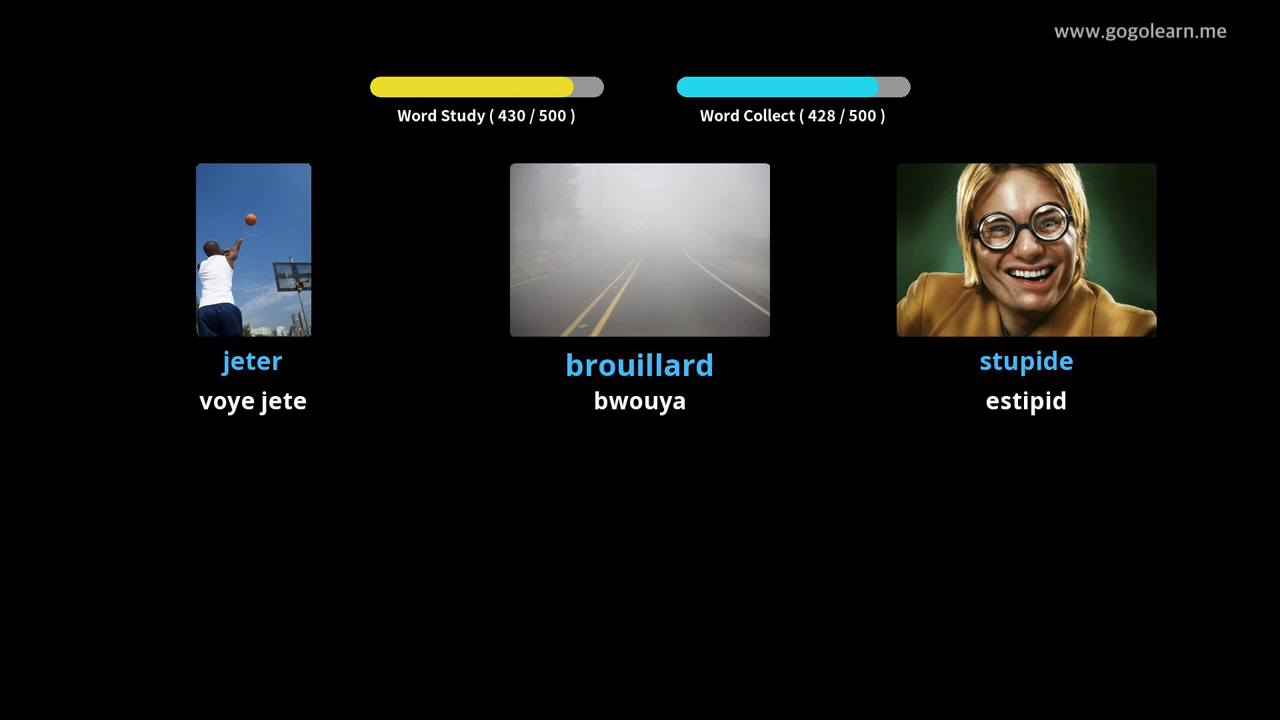 www.gogolearn.me
Word Study ( 430 / 500 )
Word Collect ( 428 / 500 )
jeter
voye jete
brouillard
bwouya
stupide
estipid